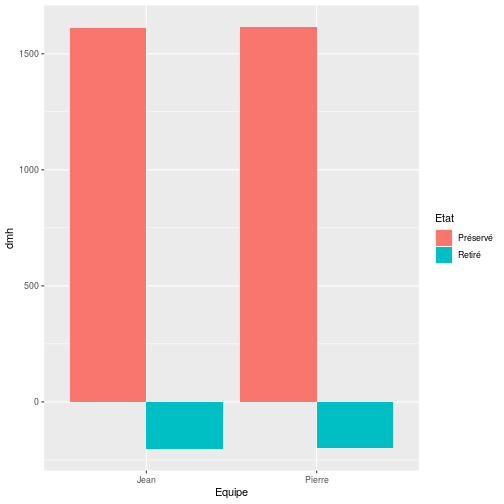 1500
1000
500
0
dmh
Jean
Pierre
Equipe
Etat
Préservé
Retiré